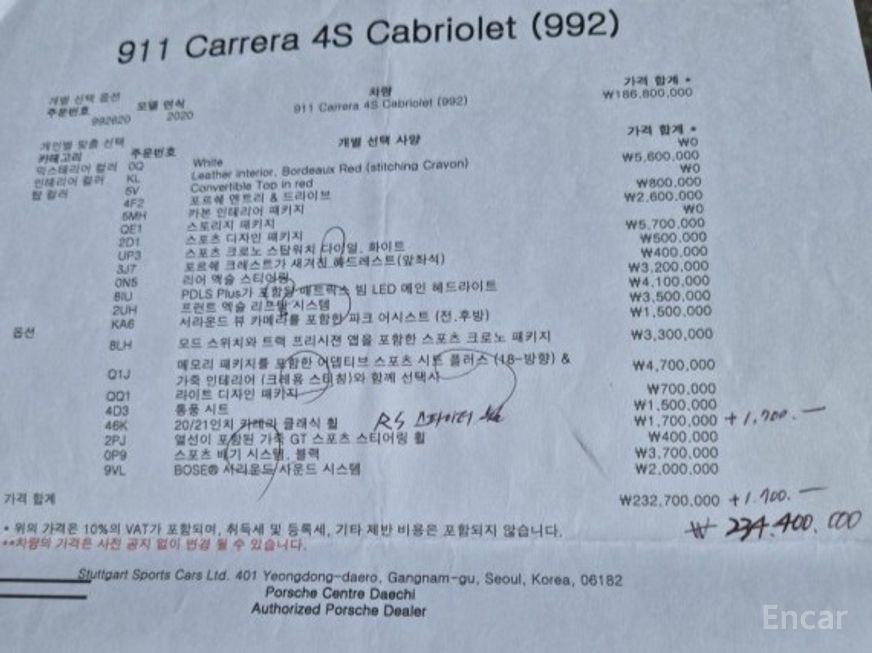 911 Carrera 4S Cabriolet (992)
개별 선택 옵션 차량 가격 합계 *
주문번호 모델 연식
992620 2020 911 Carrera 4S Cabriolet (992) ₩186,800,000
개인별 맞춤 선택 개별 선택 사양 가격 합계 *
카테고리 주문번호
익스테리어 컬러 0Q White ₩0
인테리어 컬러 KL Leather interior, Bordeaux Red (stitching Crayon) ₩5,600,000
탑 컬러 5V Convertible Top in red ₩0
4F2 포르쉐 엔트리 & 드라이브 ₩800,000
5MH 카본 인테리어 패키지 ₩2,600,000
QE1 스토리지 패키지 ₩0
2D1 스포츠 디자인 패키지 ₩5,700,000
UP3 스포츠 크로노 스탑워치 다이얼, 화이트 ₩500,000
3J7 포르쉐 크레스트가 새겨진 헤드레스트(앞좌석) ₩400,000
0N5 리어 액슬 스티어링 ₩3,200,000
8IU PDLS Plus가 포함된 매트릭스 빔 LED 메인 헤드라이트 ₩4,100,000
2UH 프런트 액슬 리프팅 시스템 ₩3,500,000
KA6 서라운드 뷰 카메라를 포함한 파크 어시스트 (전,후방) ₩1,500,000
옵션
8LH 모드 스위치와 트랙 프리시젼 앱을 포함한 스포츠 크로노 패키지 ₩3,300,000
Q1J 메모리 패키지를 포함한 어댑티브 스포츠 시트 플러스 (18-방향) & ₩4,700,000
가죽 인테리어 (크레용 스티칭)와 함께 선택시
QQ1 라이트 디자인 패키지 ₩700,000
4D3 통풍 시트 ₩1,500,000
46K 20/21인치 카레라 클래식 휠 RS 스파이더 휠 ₩1,700,000 +1,700.—
2PJ 열선이 포함된 가죽 GT 스포츠 스티어링 휠 ₩400,000
0P9 스포츠 배기 시스템, 블랙 ₩3,700,000
9VL BOSE® 서라운드 사운드 시스템 ₩2,000,000
가격 합계 ₩232,700,000 +1.700.—
* 위의 가격은 10%의 VAT가 포함되며, 취득세 및 등록세, 기타 제반 비용은 포함되지 않습니다. ₩ 234.400.000
**차량의 가격은 사전 공지 없이 변경 될 수 있습니다.
Stuttgart Sports Cars Ltd. 401 Yeongdong-daero, Gangnam-gu, Seoul, Korea, 06182
Porsche Centre Daechi
Authorized Porsche Dealer
Encar